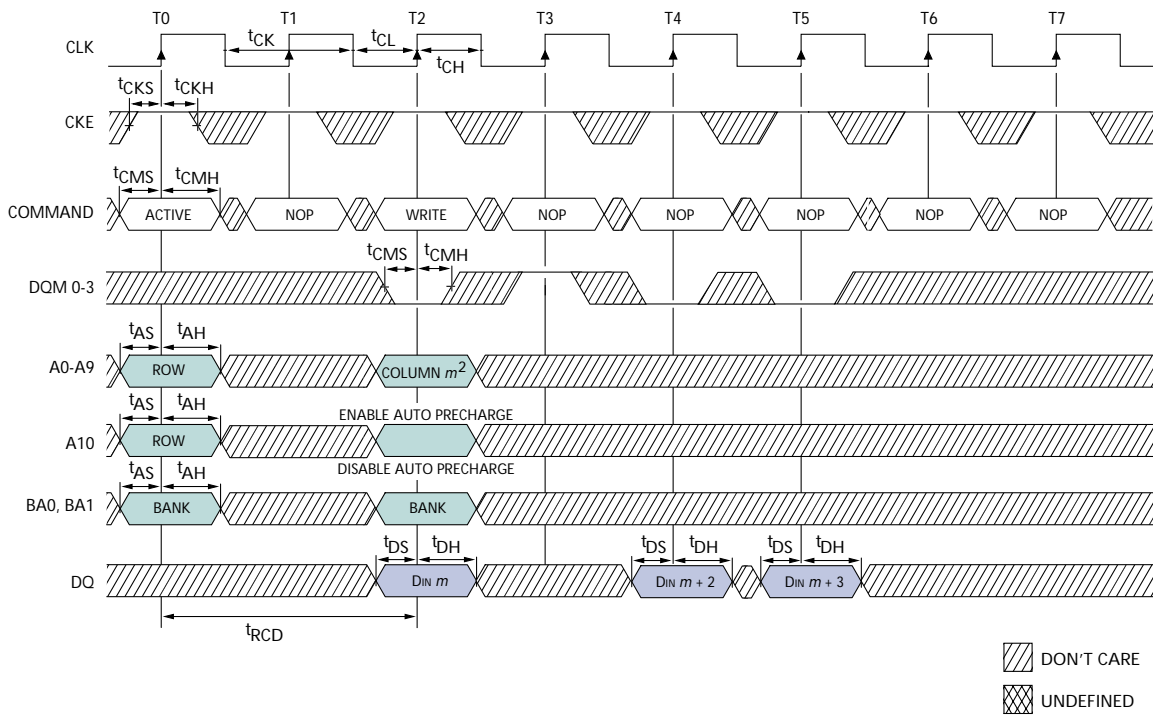 T0 T1 T2 T3 T4 T5 T6 T7
CLK tCK tCL tCH
tCKS tCKH
CKE
tCMS tCMH
COMMAND ACTIVE NOP WRITE NOP NOP NOP NOP NOP
tCMS tCMH
DQM 0-3
tAS tAH
A0-A9 ROW COLUMN m2
tAS tAH ENABLE AUTO PRECHARGE
A10 ROW
tAS tAH DISABLE AUTO PRECHARGE
BA0, BA1 BANK BANK
tDS tDH tDS tDH tDS tDH
DQ DIN m DIN m + 2 DIN m + 3
tRCD
DON'T CARE
UNDEFINED